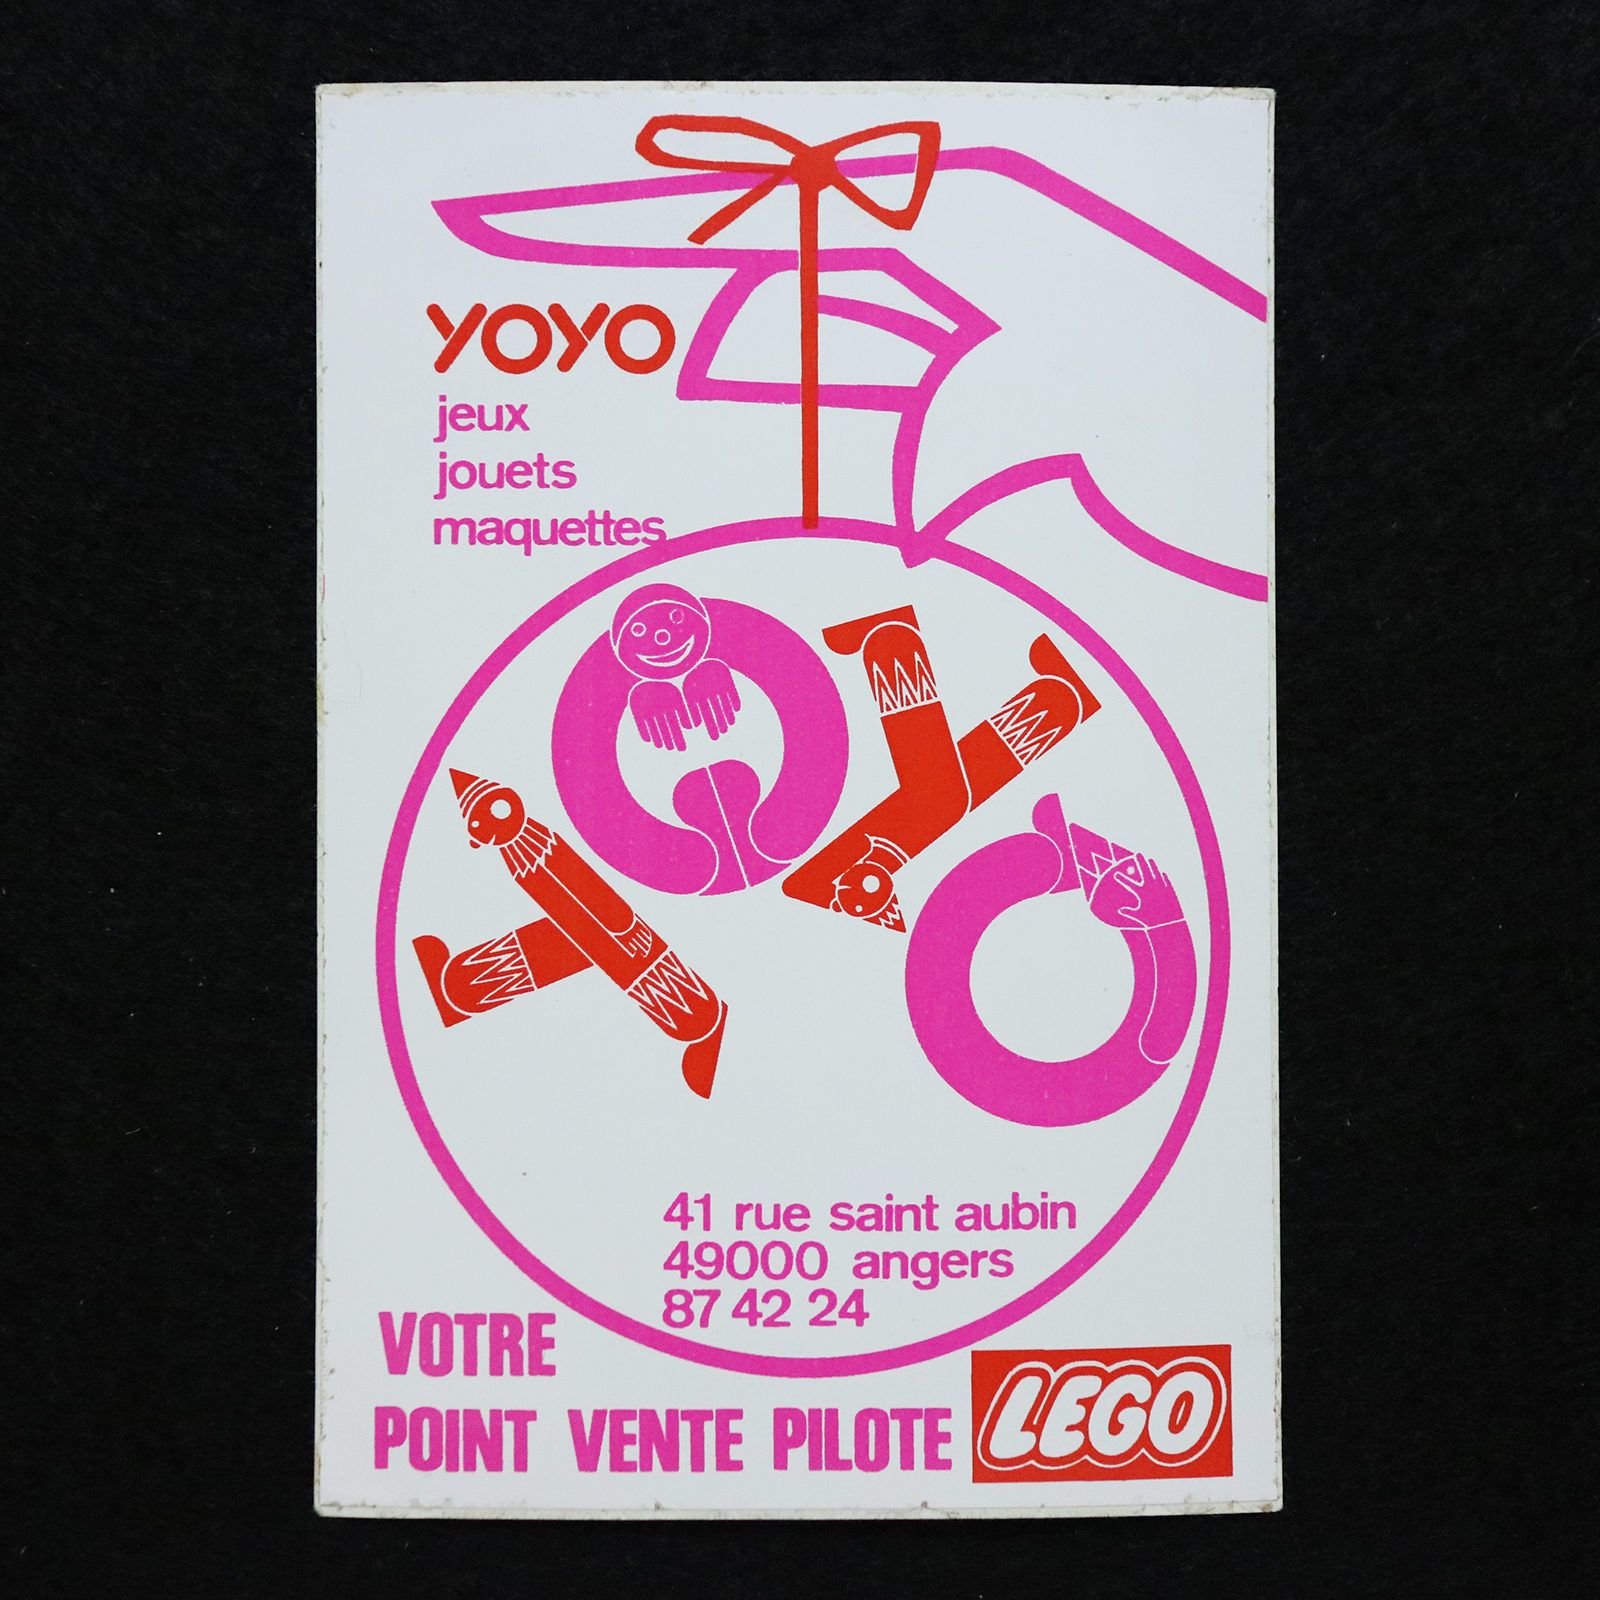 YOYO
jeux
jouets
maquettes
41 rue saint aubin
49000 angers
87 42 24
VOTRE
POINT VENTE PILOTE LEGO